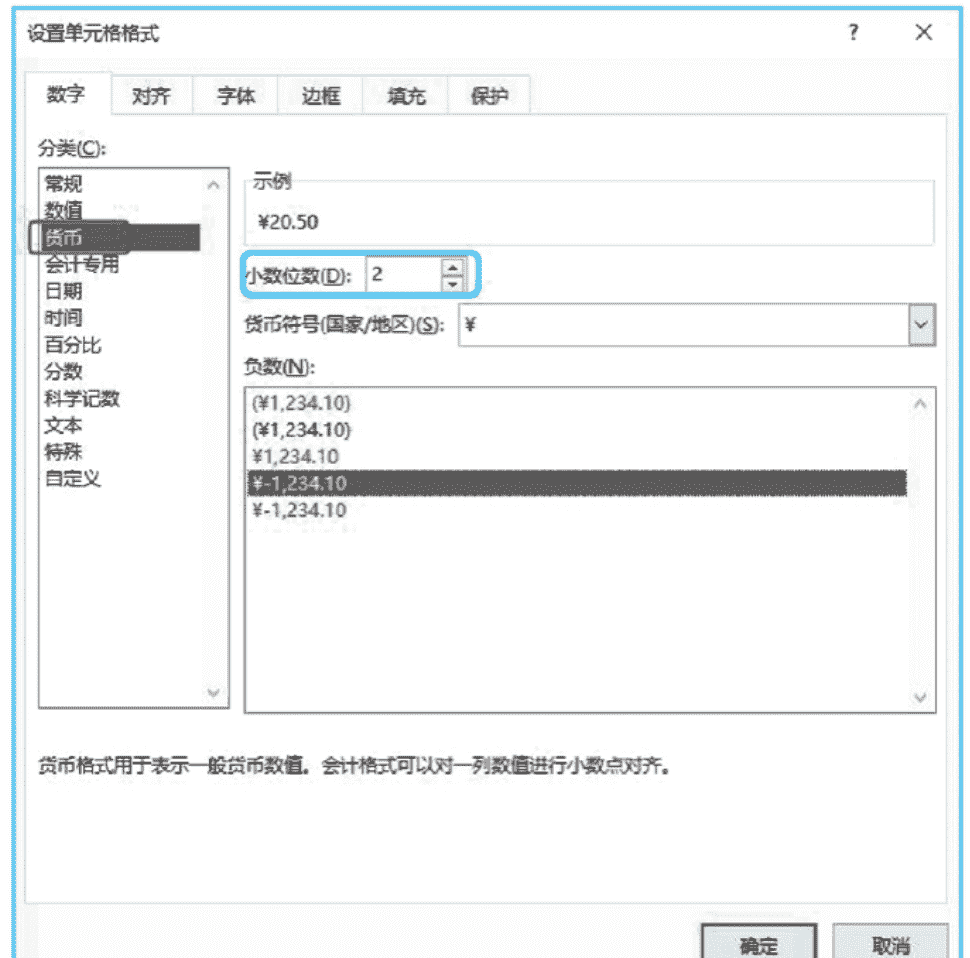 设置单元格格式
?
数字 对齐 字体 边框 填充 保护
分类(C):
常规
数值
货币
会计专用
日期
时间
百分比
分数
科学记数
文本
特殊
自定义
示例
¥20.50
小数位数(D): 2
货币符号(国家/地区)(S): ¥
负数(N):
(¥1,234.10)
(¥1,234.10)
¥1,234.10
¥-1,234.10
¥-1,234.10
货币格式用于表示一般货币数值。会计格式可以对一列数值进行小数点对齐。
确定 取消